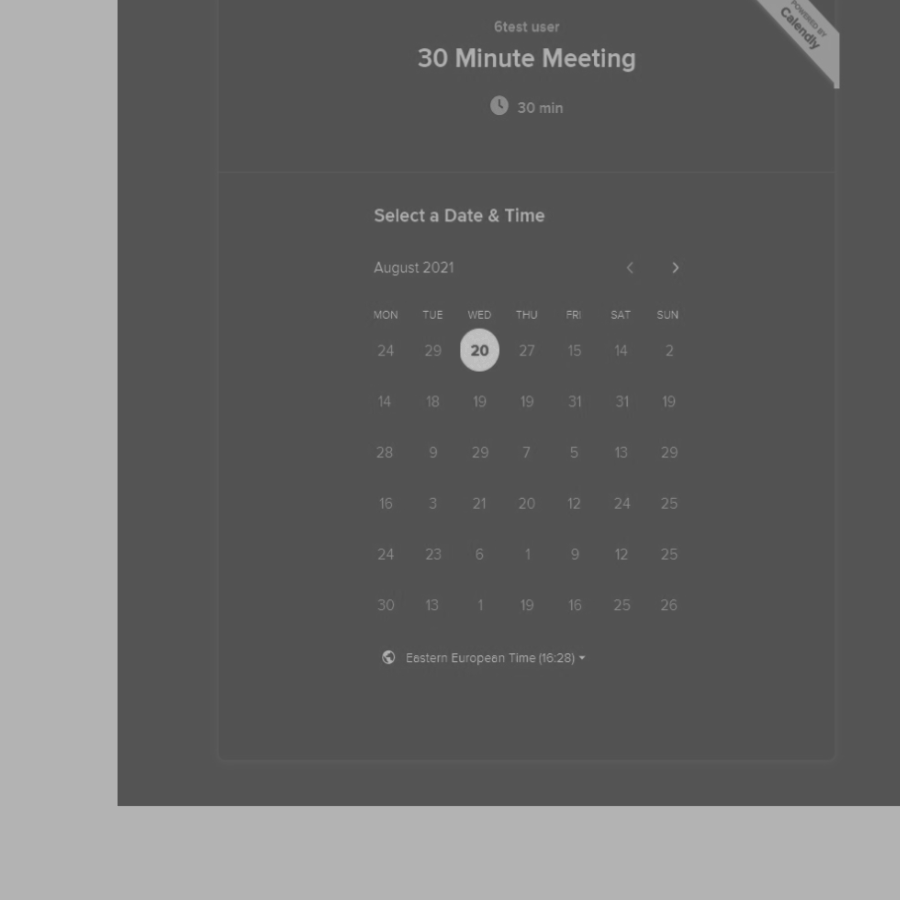 POWERED BY
Calendly
6test user
30 Minute Meeting
30 min
Select a Date & Time
August 2021
MON TUE WED THU FRI SAT SUN
24 29 20 27 15 14 2
14 18 19 19 31 31 19
28 9 29 7 5 13 29
16 3 21 20 12 24 25
24 23 6 1 9 12 25
30 13 1 19 16 25 26
Eastern European Time (16:28)